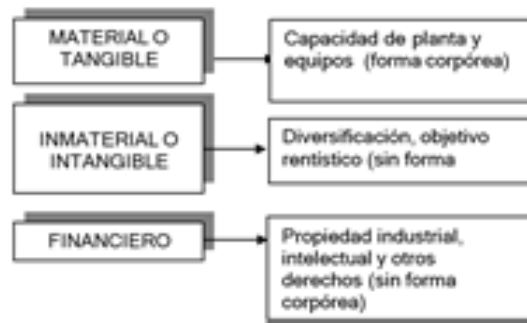 MATERIAL O
TANGIBLE
Capacidad de planta y
equipos (forma corpórea)
INMATERIAL O
INTANGIBLE
Diversificación, objetivo
rentístico (sin forma
FINANCIERO
Propiedad industrial,
intelectual y otros
derechos (sin forma
corpórea)